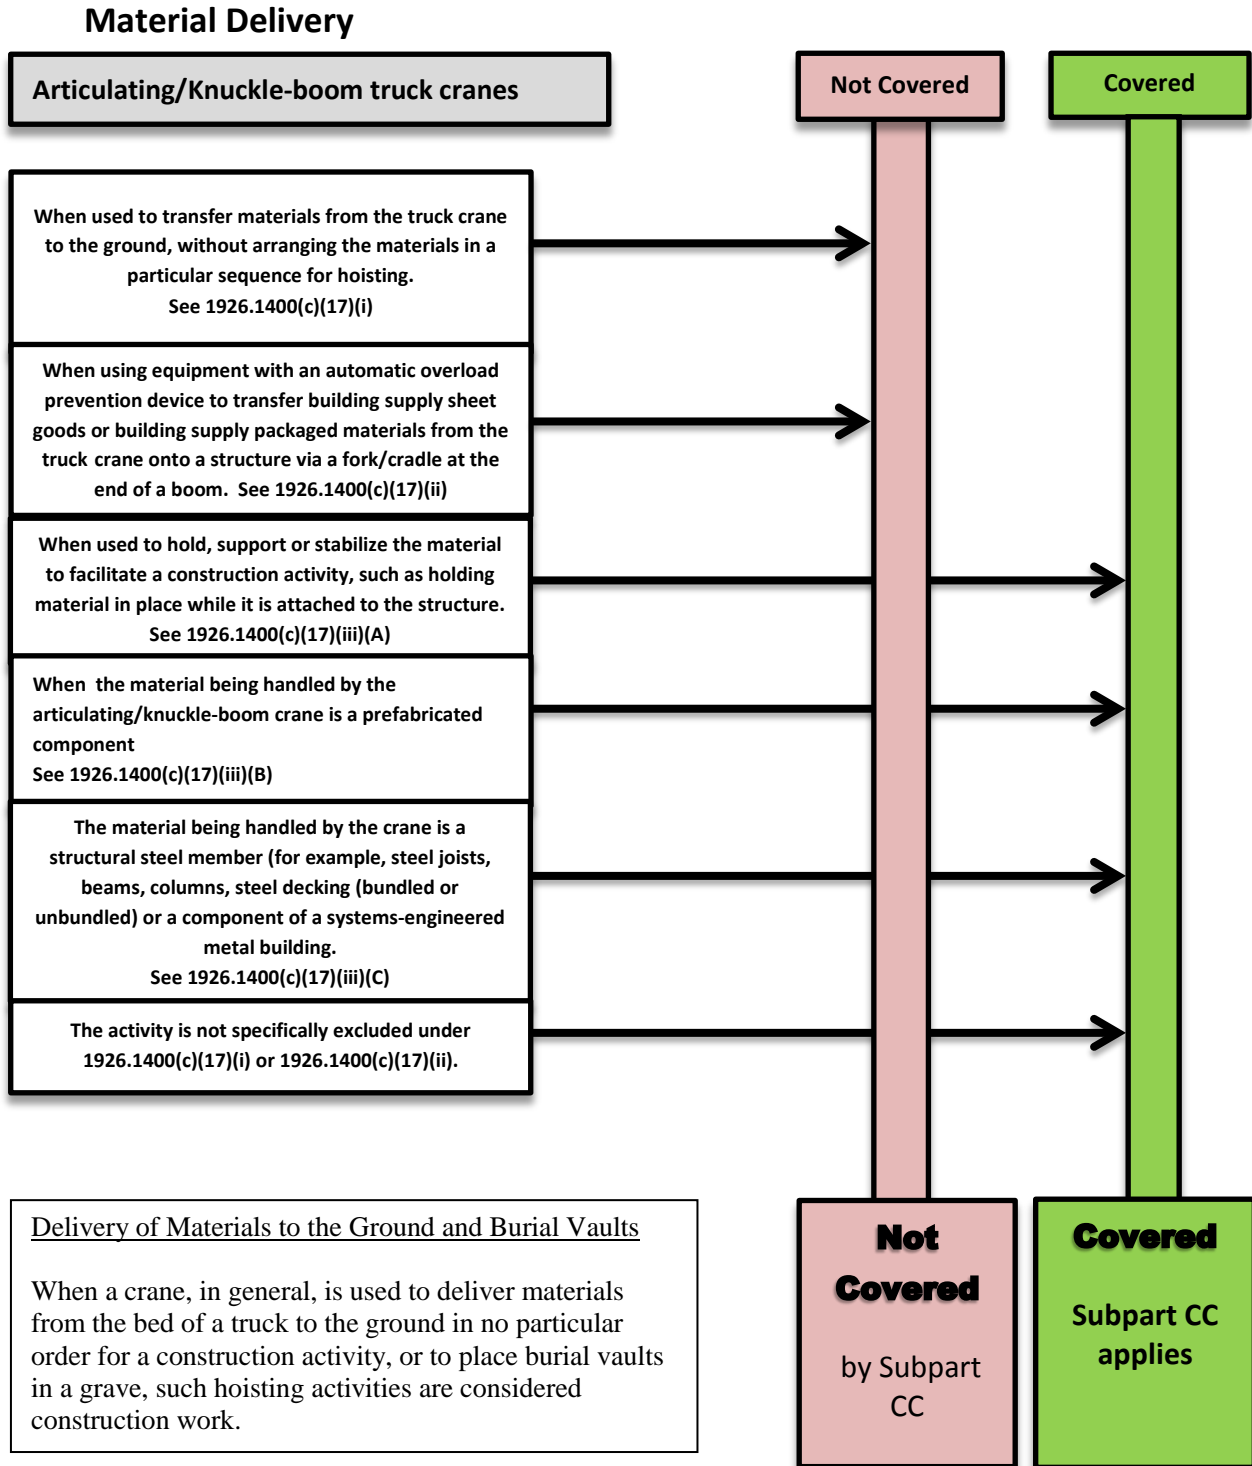 Material Delivery
Articulating/Knuckle-boom truck cranes
Not Covered
Covered
When used to transfer materials from the truck crane
to the ground, without arranging the materials in a
particular sequence for hoisting.
See 1926.1400(c)(17)(i)
When using equipment with an automatic overload
prevention device to transfer building supply sheet
goods or building supply packaged materials from the
truck crane onto a structure via a fork/cradle at the
end of a boom.  See 1926.1400(c)(17)(ii)
When used to hold, support or stabilize the material
to facilitate a construction activity, such as holding
material in place while it is attached to the structure.
See 1926.1400(c)(17)(iii)(A)
When  the material being handled by the
articulating/knuckle-boom crane is a prefabricated
component
See 1926.1400(c)(17)(iii)(B)
The material being handled by the crane is a
structural steel member (for example, steel joists,
beams, columns, steel decking (bundled or
unbundled) or a component of a systems-engineered
metal building.
See 1926.1400(c)(17)(iii)(C)
The activity is not specifically excluded under
1926.1400(c)(17)(i) or 1926.1400(c)(17)(ii).
Delivery of Materials to the Ground and Burial Vaults
When a crane, in general, is used to deliver materials
from the bed of a truck to the ground in no particular
order for a construction activity, or to place burial vaults
in a grave, such hoisting activities are considered
construction work.
Not
Covered
by Subpart
CC
Covered
Subpart CC
applies